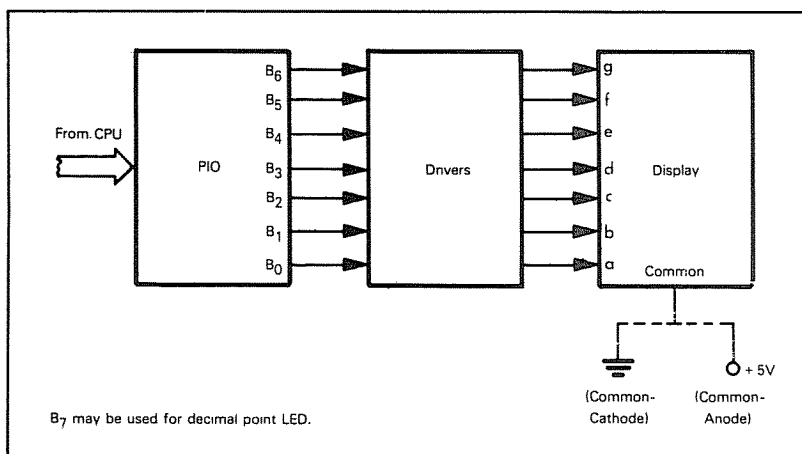 B6 g
B5 f
From. CPU B4 e
PIO B3 Drivers d Display
B2 c
B1 b
B0 a
Common
+ 5V
(Common- (Common-
Cathode) Anode)
B7 may be used for decimal point LED.